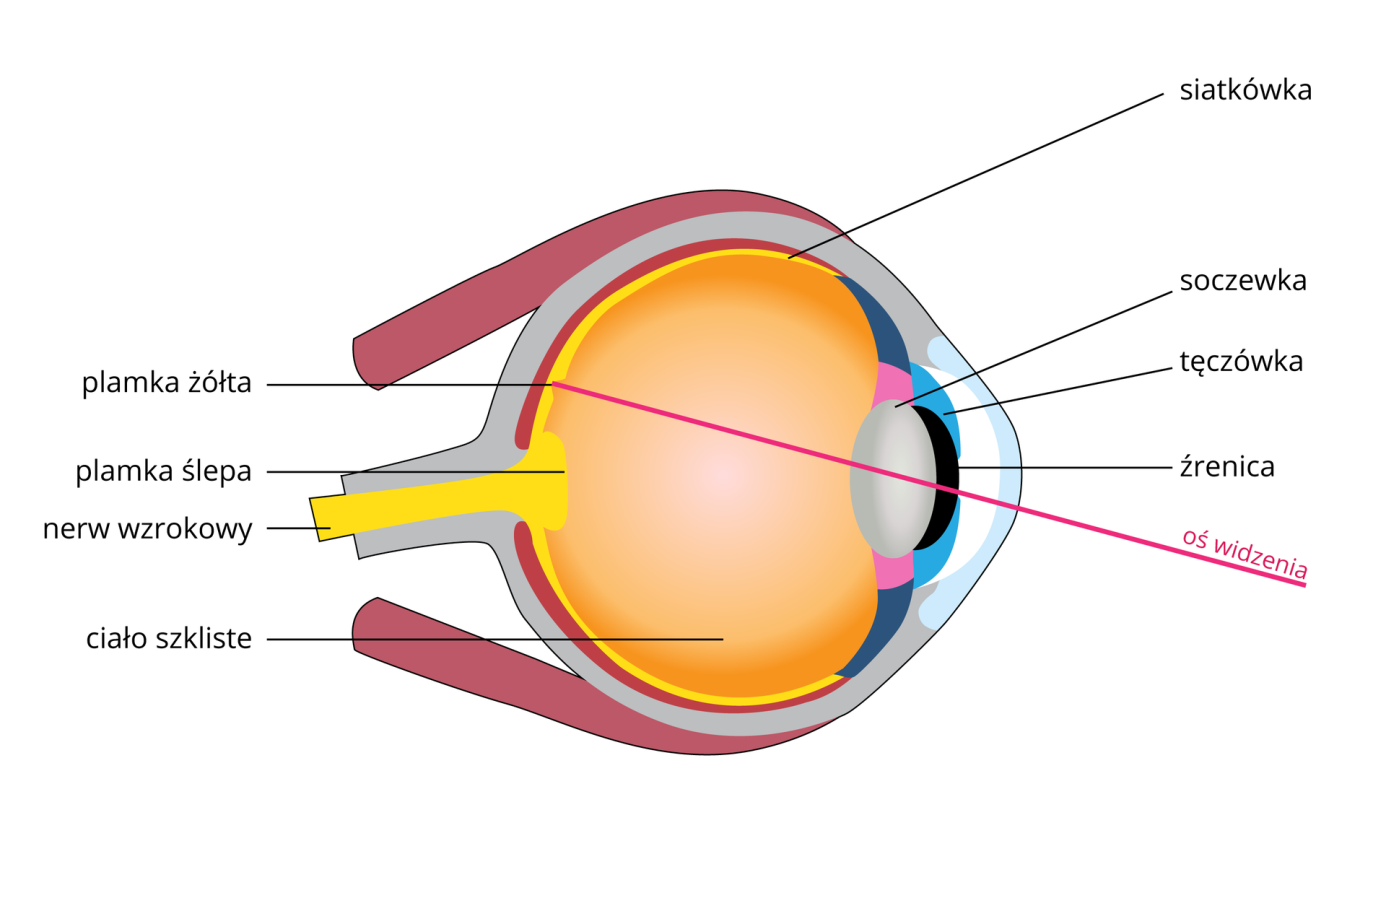 siatkówka
soczewka
tęczówka
plamka żółta
źrenica
plamka ślepa
nerw wzrokowy
oś widzenia
ciało szkliste